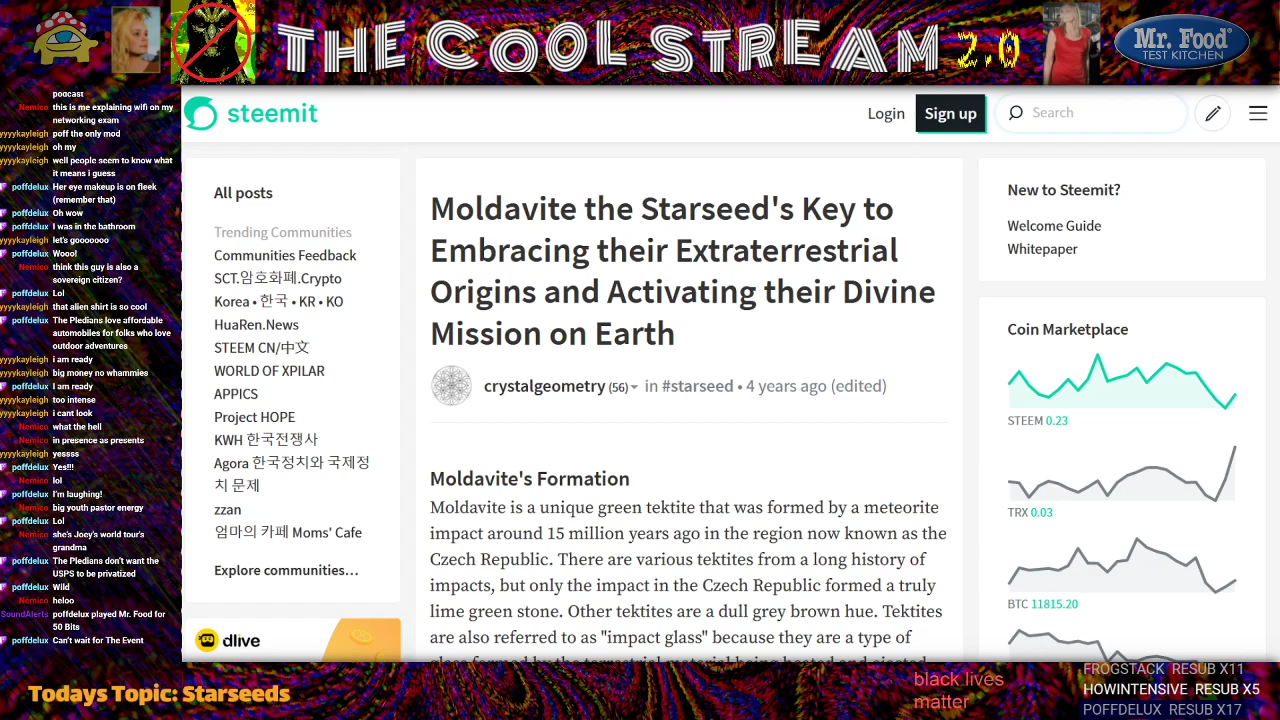 THE COOL STREAM 2.0
Mr. Food®
TEST KITCHEN
podcast
Nemico this is me explaining wifi on my
networking exam
yyyykayleigh poff the only mod
yyyykayleigh oh my
yyyykayleigh well people seem to know what
it means i guess
poffdelux Her eye makeup is on fleek
(remember that)
poffdelux Oh wow
poffdelux I was in the bathroom
yyyykayleigh let's gooooooo
poffdelux Wooo!
Nemico think this guy is also a
sovereign citizen?
poffdelux Lol
yyyykayleigh that alien shirt is so cool
poffdelux The Pledians love affordable
automobiles for folks who love
outdoor adventures
yyyykayleigh i am ready
yyyykayleigh big money no whammies
poffdelux I am ready
yyyykayleigh too intense
yyyykayleigh i cant look
Nemico what the hell
Nemico in presence as presents
yyyykayleigh yessss
poffdelux Yes!!!
Nemico lol
poffdelux I'm laughing!
Nemico big youth pastor energy
poffdelux Lol
Nemico she's Joey's world tour's
grandma
poffdelux The Pledians don't want the
USPS to be privatized
poffdelux Wild
Nemico heloo
SoundAlerts poffdelux played Mr. Food for
50 Bits
poffdelux Can't wait for The Event
steemit
Login Sign up Search
All posts
Trending Communities
Communities Feedback
SCT.암호화폐.Crypto
Korea • 한국 • KR • KO
HuaRen.News
STEEM CN/中文
WORLD OF XPILAR
APPICS
Project HOPE
KWH 한국전쟁사
Agora 한국정치와 국제정
치 문제
zzan
엄마의 카페 Moms' Cafe
Explore communities…
dlive
Moldavite the Starseed's Key to
Embracing their Extraterrestrial
Origins and Activating their Divine
Mission on Earth
crystalgeometry (56) in #starseed • 4 years ago (edited)
Moldavite's Formation
Moldavite is a unique green tektite that was formed by a meteorite
impact around 15 million years ago in the region now known as the
Czech Republic. There are various tektites from a long history of
impacts, but only the impact in the Czech Republic formed a truly
lime green stone. Other tektites are a dull grey brown hue. Tektites
are also referred to as "impact glass" because they are a type of
glass formed by the terrestrial material being heated and ejected
New to Steemit?
Welcome Guide
Whitepaper
Coin Marketplace
STEEM 0.23
TRX 0.03
BTC 11815.20
Todays Topic: Starseeds
black lives
matter
FROGSTACK RESUB X11
HOWINTENSIVE RESUB X5
POFFDELUX RESUB X17